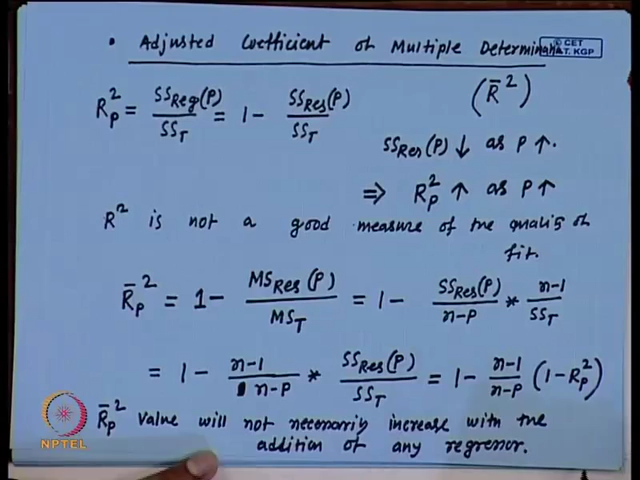 • Adjusted Coefficient of Multiple Determina
© CET
I.I.T. KGP
R_p^2 = SS_Reg(P) / SS_T = 1 - SS_Res(P) / SS_T (R̄^2)
SS_Res(P) ↓ as P ↑.
⇒ R_p^2 ↑ as P ↑
R^2 is not a good measure of the quality of
fit.
R̄_p^2 = 1 - MS_Res(P) / MS_T = 1 - SS_Res(P) / n-P * n-1 / SS_T
= 1 - n-1 / n-P * SS_Res(P) / SS_T = 1 - n-1 / n-P (1-R_p^2)
R̄_p^2 value will not necessarily increase with the
addition of any regressor.
NPTEL